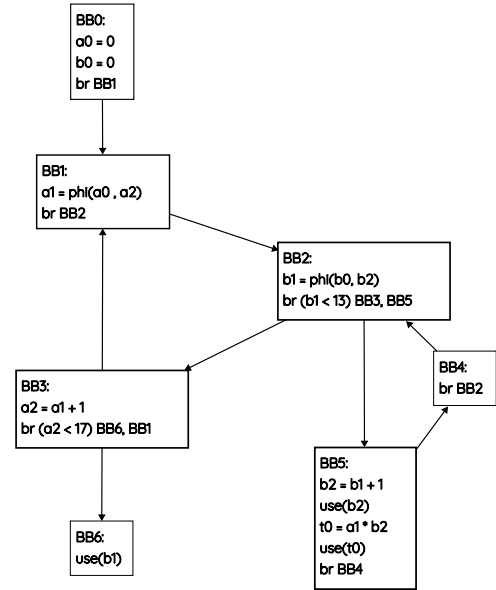 BB0:
a0 = 0
b0 = 0
br BB1
BB1:
a1 = phi(a0 , a2)
br BB2
BB2:
b1 = phi(b0, b2)
br (b1 < 13) BB3, BB5
BB4:
br BB2
BB3:
a2 = a1 + 1
br (a2 < 17) BB6, BB1
BB5:
b2 = b1 + 1
use(b2)
t0 = a1 * b2
use(t0)
br BB4
BB6:
use(b1)